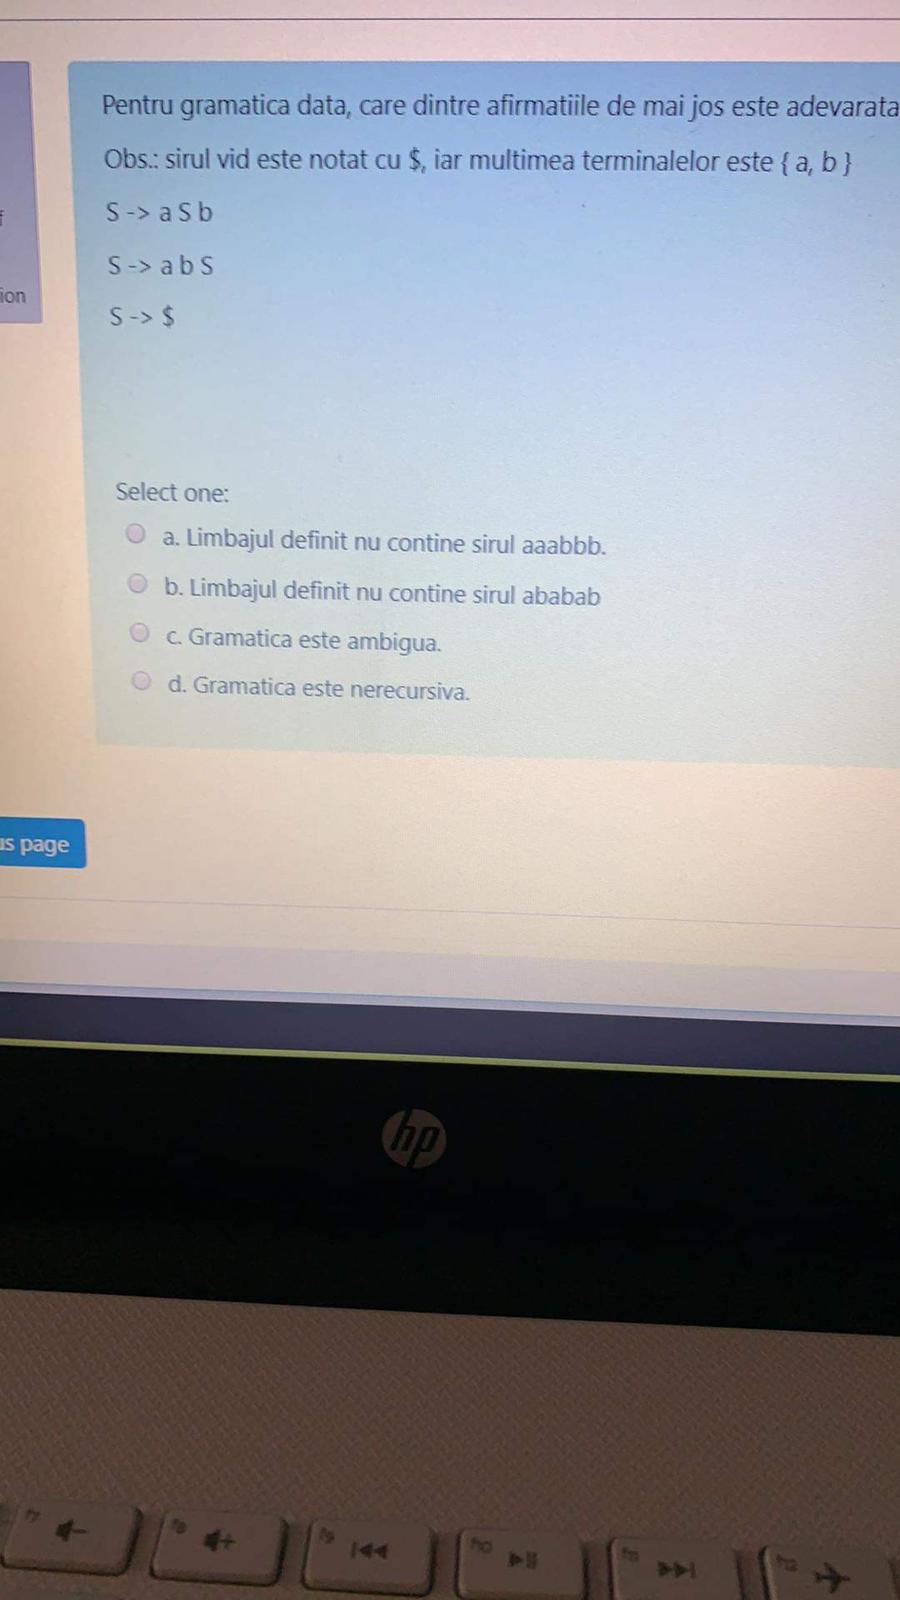 Pentru gramatica data, care dintre afirmatiile de mai jos este adevarata
Obs.: sirul vid este notat cu $, iar multimea terminalelor este { a, b }
S -> a S b
f
S -> a b S
ion
S -> $
Select one:
a. Limbajul definit nu contine sirul aaabbb.
b. Limbajul definit nu contine sirul ababab
c. Gramatica este ambigua.
d. Gramatica este nerecursiva.
us page
hp
f7
f8
f9
f10
f11
f12